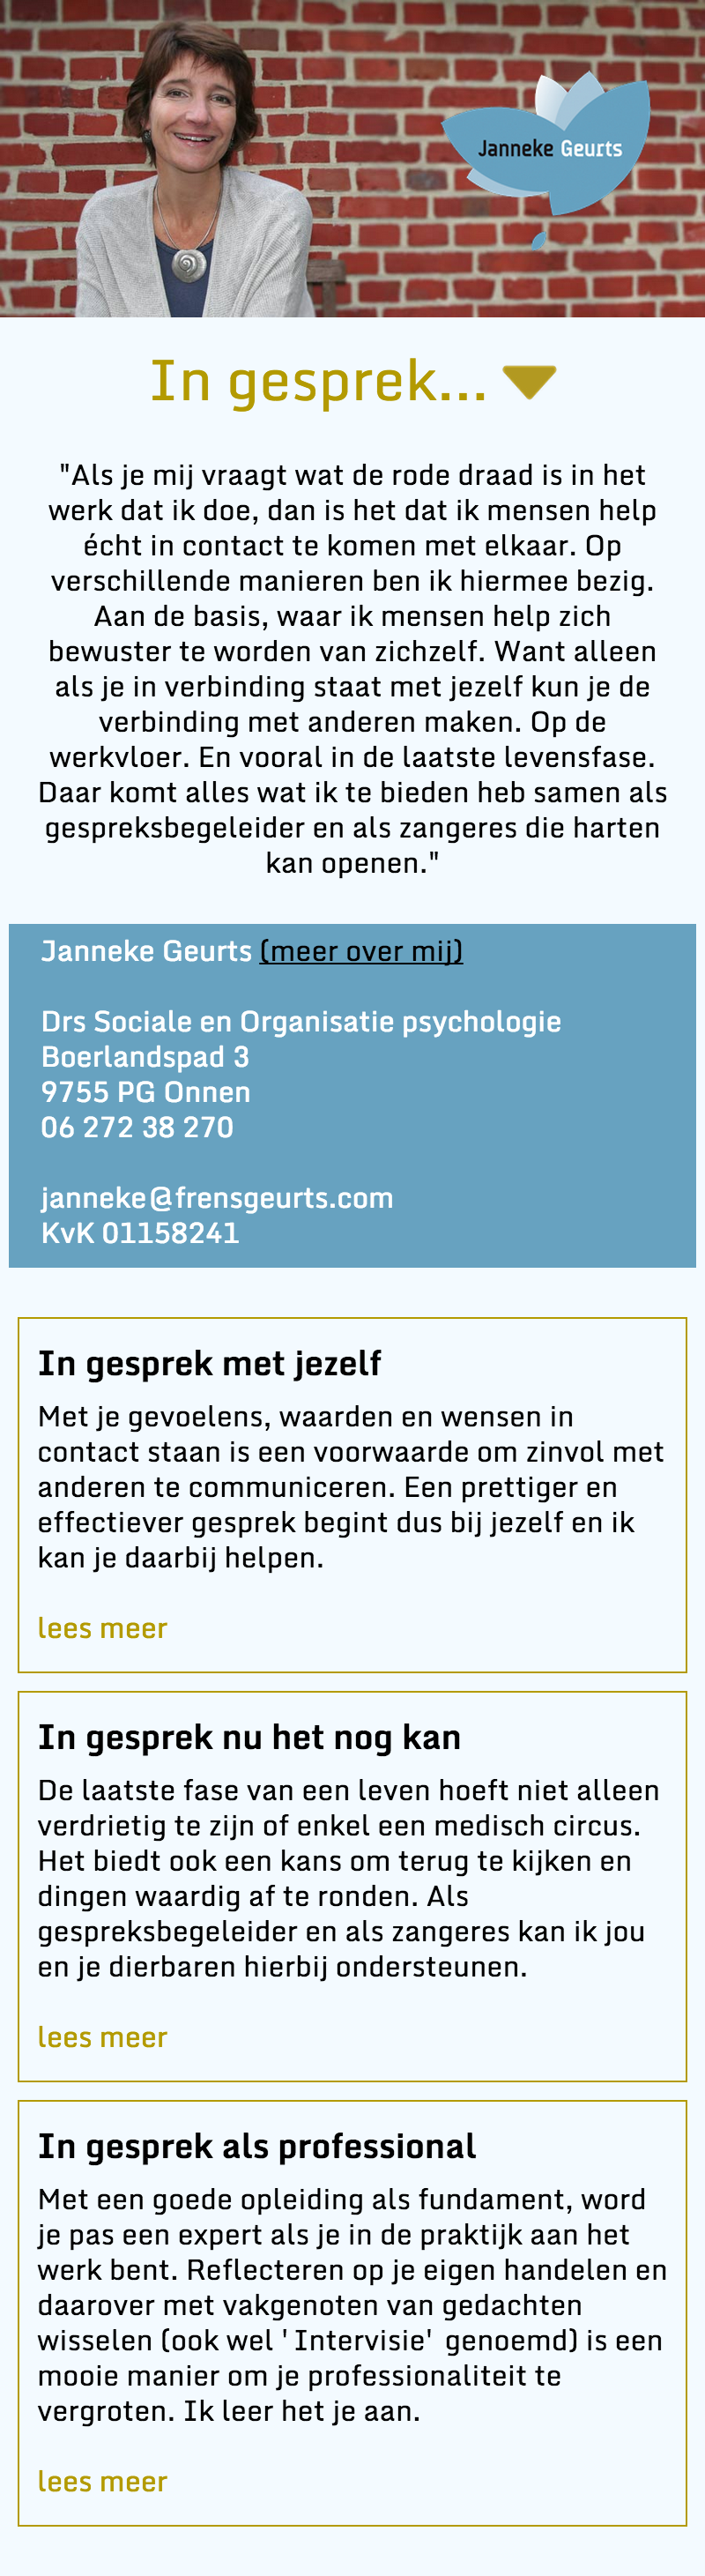 Janneke Geurts
In gesprek...
"Als je mij vraagt wat de rode draad is in het
werk dat ik doe, dan is het dat ik mensen help
écht in contact te komen met elkaar. Op
verschillende manieren ben ik hiermee bezig.
Aan de basis, waar ik mensen help zich
bewuster te worden van zichzelf. Want alleen
als je in verbinding staat met jezelf kun je de
verbinding met anderen maken. Op de
werkvloer. En vooral in de laatste levensfase.
Daar komt alles wat ik te bieden heb samen als
gespreksbegeleider en als zangeres die harten
kan openen."
Janneke Geurts (meer over mij)
Drs Sociale en Organisatie psychologie
Boerlandspad 3
9755 PG Onnen
06 272 38 270
janneke@frensgeurts.com
KvK 01158241
In gesprek met jezelf
Met je gevoelens, waarden en wensen in
contact staan is een voorwaarde om zinvol met
anderen te communiceren. Een prettiger en
effectiever gesprek begint dus bij jezelf en ik
kan je daarbij helpen.
lees meer
In gesprek nu het nog kan
De laatste fase van een leven hoeft niet alleen
verdrietig te zijn of enkel een medisch circus.
Het biedt ook een kans om terug te kijken en
dingen waardig af te ronden. Als
gespreksbegeleider en als zangeres kan ik jou
en je dierbaren hierbij ondersteunen.
lees meer
In gesprek als professional
Met een goede opleiding als fundament, word
je pas een expert als je in de praktijk aan het
werk bent. Reflecteren op je eigen handelen en
daarover met vakgenoten van gedachten
wisselen (ook wel 'Intervisie' genoemd) is een
mooie manier om je professionaliteit te
vergroten. Ik leer het je aan.
lees meer